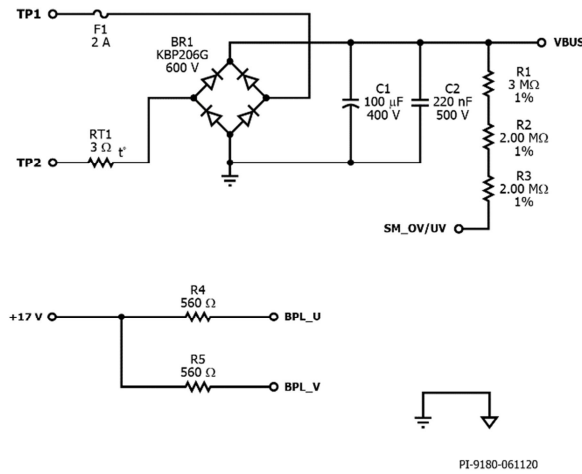 TP1
F1
2 A
BR1
KBP206G
600 V
VBUS
C1
100 µF
400 V
C2
220 nF
500 V
R1
3 MΩ
1%
RT1
3 Ω
t°
TP2
R2
2.00 MΩ
1%
R3
2.00 MΩ
1%
SM_OV/UV
R4
560 Ω
+17 V
BPL_U
R5
560 Ω
BPL_V
PI-9180-061120